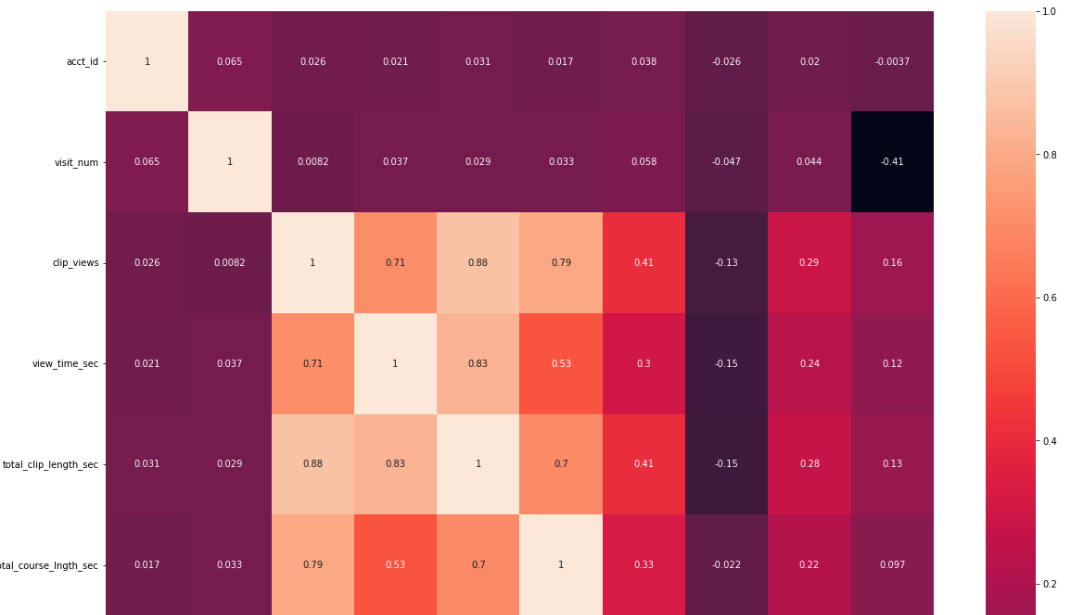 1.0
acct_id 1 0.065 0.026 0.021 0.031 0.017 0.038 -0.026 0.02 -0.0037
0.8
visit_num 0.065 1 0.0082 0.037 0.029 0.033 0.058 -0.047 0.044 -0.41
clip_views 0.026 0.0082 1 0.71 0.88 0.79 0.41 -0.13 0.29 0.16
0.6
view_time_sec 0.021 0.037 0.71 1 0.83 0.53 0.3 -0.15 0.24 0.12
0.4
total_clip_length_sec 0.031 0.029 0.88 0.83 1 0.7 0.41 -0.15 0.28 0.13
otal_course_lngth_sec 0.017 0.033 0.79 0.53 0.7 1 0.33 -0.022 0.22 0.097
0.2